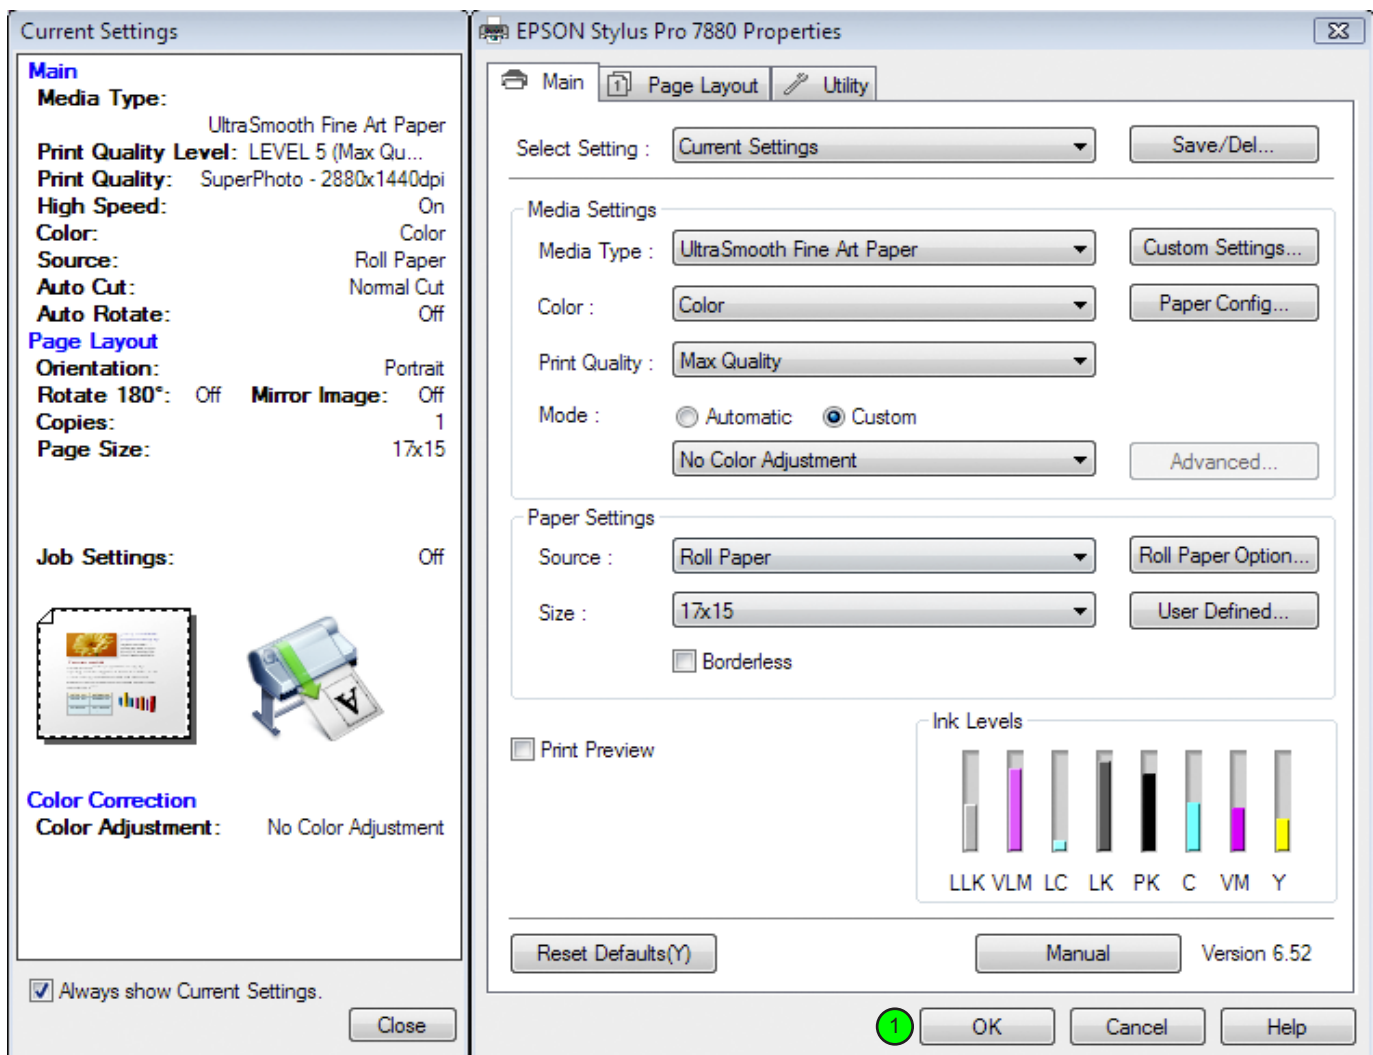 Current Settings
Main
Media Type:
UltraSmooth Fine Art Paper
Print Quality Level: LEVEL 5 (Max Qu...
Print Quality: SuperPhoto - 2880x1440dpi
High Speed: On
Color: Color
Source: Roll Paper
Auto Cut: Normal Cut
Auto Rotate: Off
Page Layout
Orientation: Portrait
Rotate 180°: Off Mirror Image: Off
Copies: 1
Page Size: 17x15
Job Settings: Off
A
Color Correction
Color Adjustment: No Color Adjustment
Always show Current Settings.
Close
EPSON Stylus Pro 7880 Properties
Main 1 Page Layout Utility
Select Setting : Current Settings Save/Del...
Media Settings
Media Type : UltraSmooth Fine Art Paper Custom Settings...
Color : Color Paper Config...
Print Quality : Max Quality
Mode : Automatic Custom
No Color Adjustment Advanced...
Paper Settings
Source : Roll Paper Roll Paper Option...
Size : 17x15 User Defined...
Borderless
Print Preview
Ink Levels
LLK VLM LC LK PK C VM Y
Reset Defaults(Y) Manual Version 6.52
1 OK Cancel Help